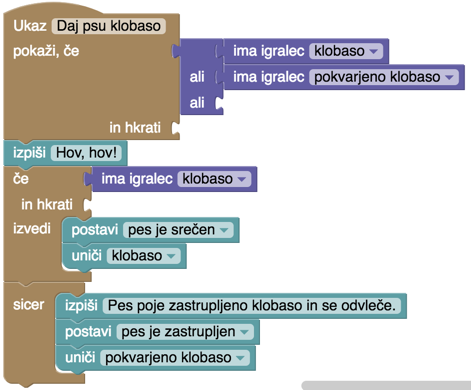 Ukaz Daj psu klobaso
pokaži, če ima igralec klobaso
ali ima igralec pokvarjeno klobaso
ali
in hkrati
izpiši Hov, hov!
če ima igralec klobaso
in hkrati
izvedi postavi pes je srečen
uniči klobaso
sicer izpiši Pes poje zastrupljeno klobaso in se odvleče.
postavi pes je zastrupljen
uniči pokvarjeno klobaso